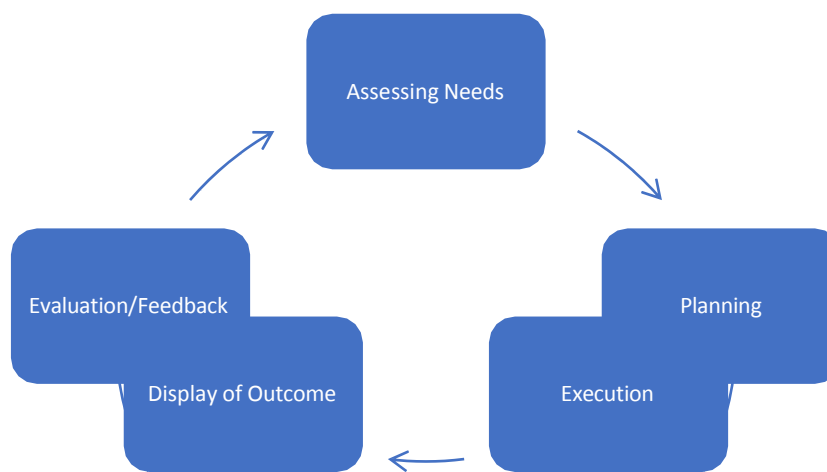 Assessing Needs
Planning
Execution
Display of Outcome
Evaluation/Feedback